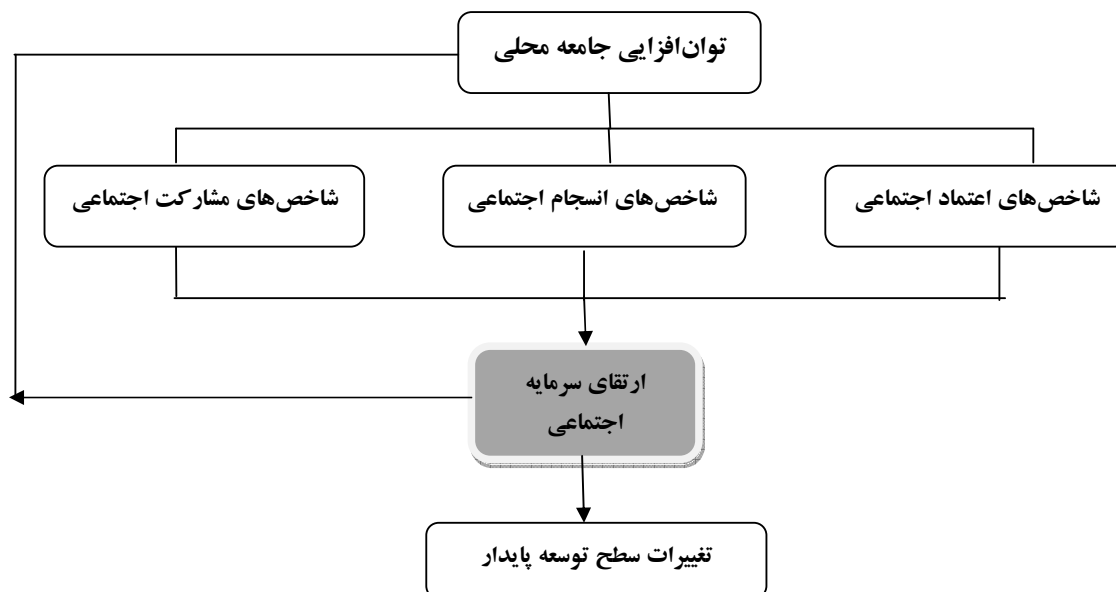 توان‌افزایی جامعه محلی
شاخص‌های اعتماد اجتماعی
شاخص‌های انسجام اجتماعی
شاخص‌های مشارکت اجتماعی
ارتقای سرمایه
اجتماعی
تغییرات سطح توسعه پایدار